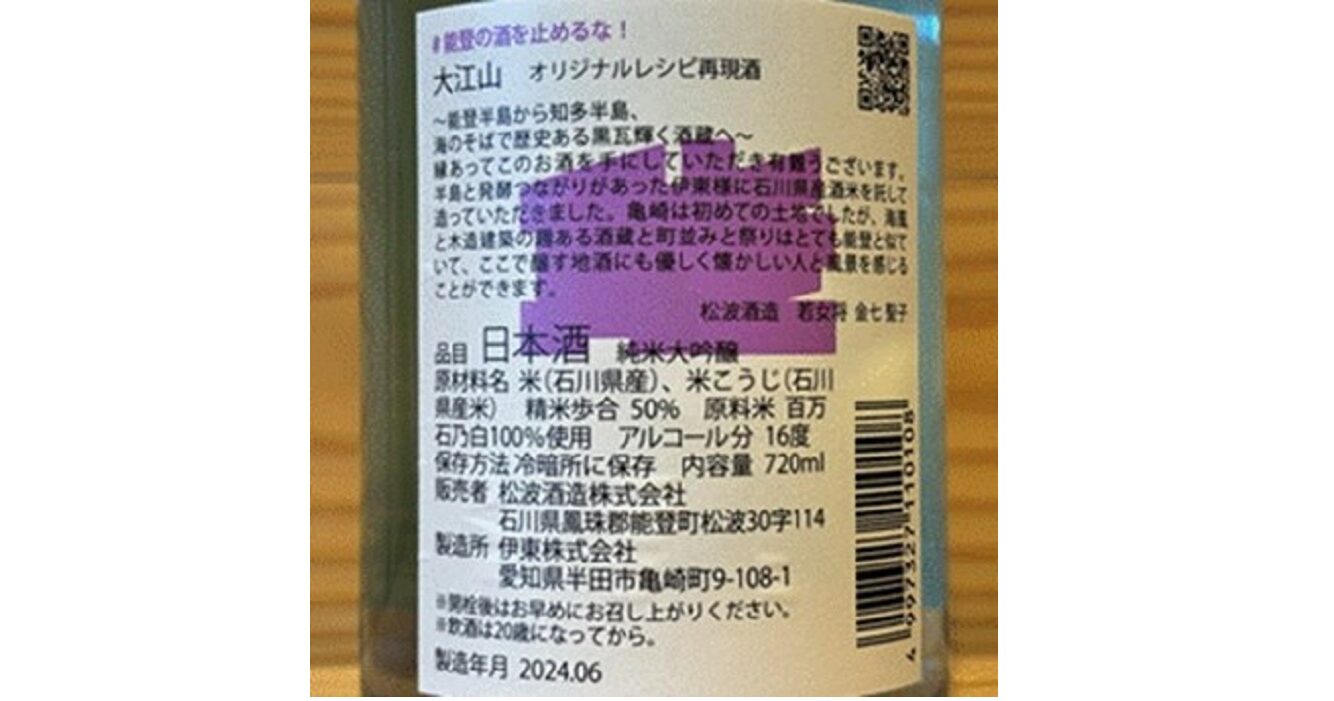 #能登の酒を止めるな！
大江山　オリジナルレシピ再現酒
～能登半島から知多半島、
海のそばで歴史ある黒瓦輝く酒蔵へ～
縁あってこのお酒を手にしていただき有難うございます。
半島と発酵つながりがあった伊東様に石川県産酒米を託して
造っていただきました。亀崎は初めての土地でしたが、海風
と木造建築の趣ある酒蔵と町並みと祭りはとても能登と似て
いて、ここで醸す地酒にも優しく懐かしい人と風景を感じる
ことができます。
松波酒造　若女将 金七 聖子
品目 日本酒　純米大吟醸
原材料名 米（石川県産）、米こうじ（石川
県産米）　精米歩合 50%　原料米 百万
石乃白100%使用　アルコール分 16度
保存方法 冷暗所に保存　内容量 720ml
販売者 松波酒造株式会社
石川県鳳珠郡能登町松波30字114
製造所 伊東株式会社
愛知県半田市亀崎町9-108-1
※開栓後はお早めにお召し上がりください。
※飲酒は20歳になってから。
製造年月 2024.06
4 997327 110108